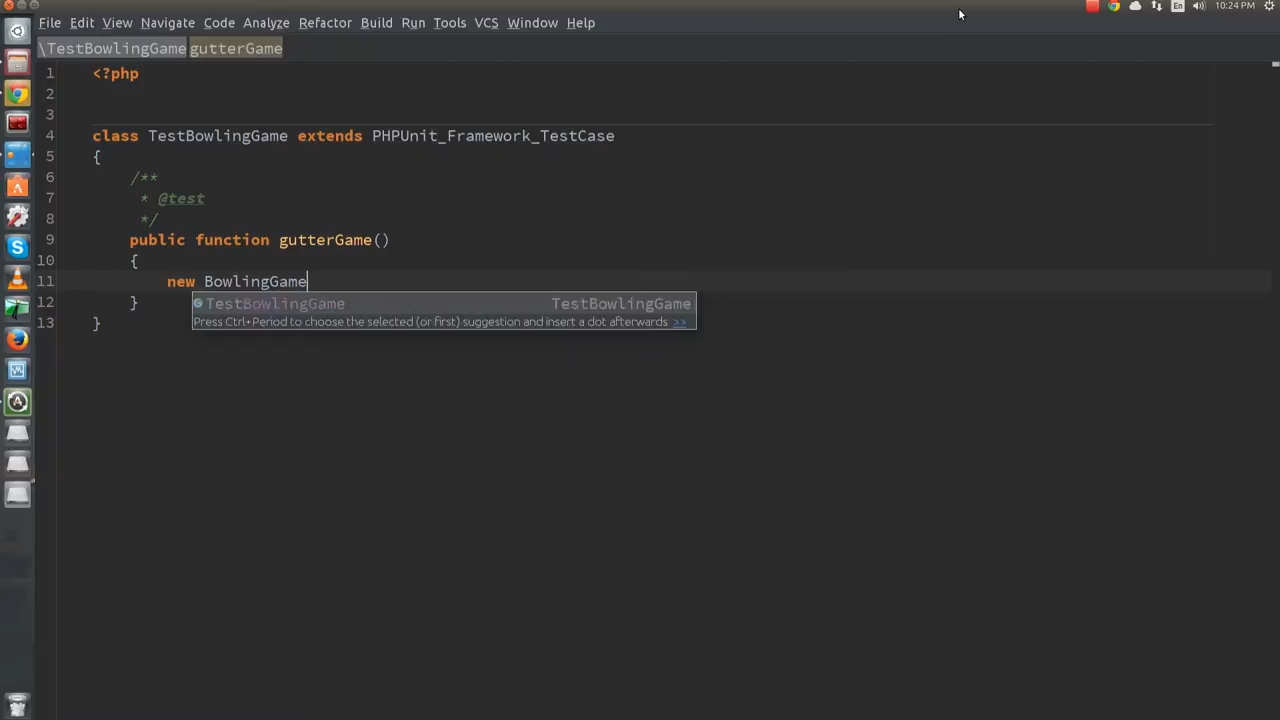 En 10:24 PM
File Edit View Navigate Code Analyze Refactor Build Run Tools VCS Window Help
\TestBowlingGame gutterGame
1 <?php
2
3
4 class TestBowlingGame extends PHPUnit_Framework_TestCase
5 {
6 /**
7 * @test
8 */
9 public function gutterGame()
10 {
11 new BowlingGame
12 }
TestBowlingGame TestBowlingGame
Press Ctrl+Period to choose the selected (or first) suggestion and insert a dot afterwards >>
13 }